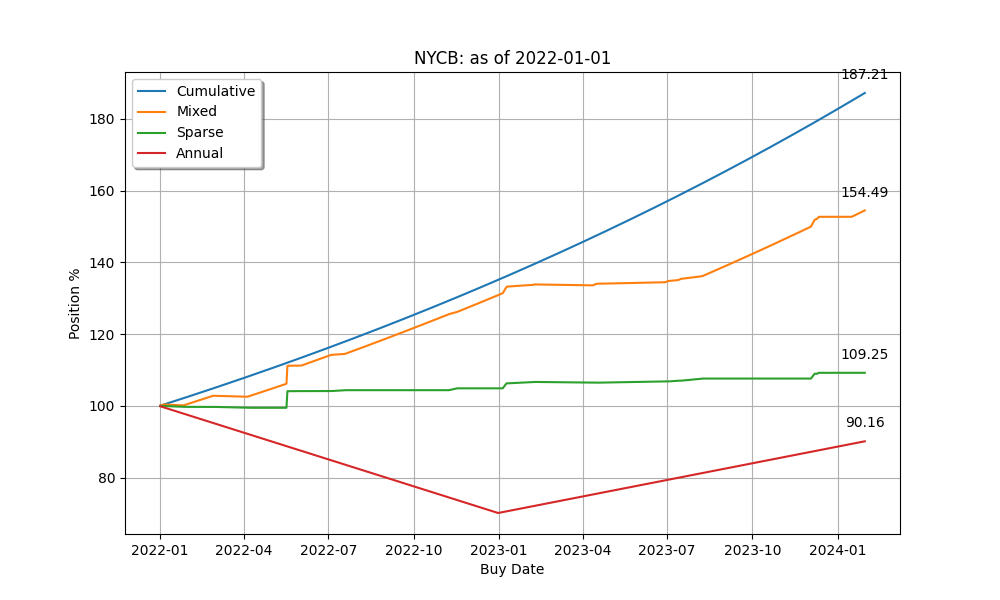 NYCB: as of 2022-01-01
187.21
Cumulative
Mixed
Sparse
Annual
154.49
109.25
90.16
180
160
140
120
100
80
Position %
2022-01 2022-04 2022-07 2022-10 2023-01 2023-04 2023-07 2023-10 2024-01
Buy Date